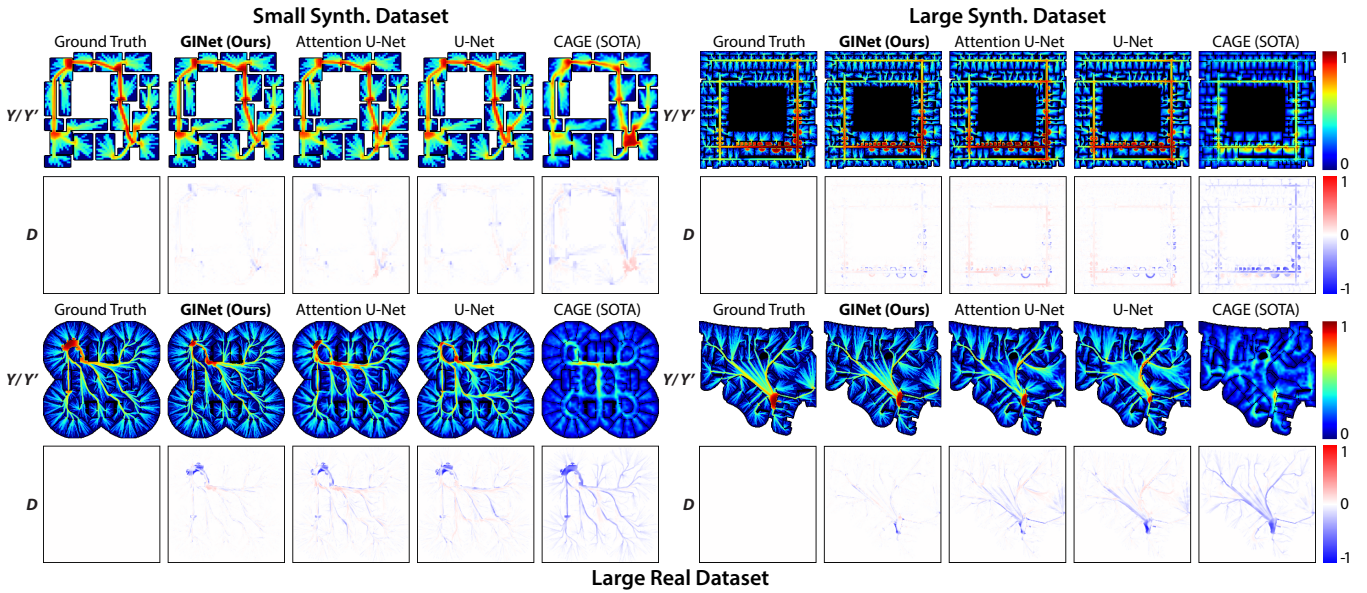 Small Synth. Dataset
Large Synth. Dataset
Ground Truth GINet (Ours) Attention U-Net U-Net CAGE (SOTA)
Ground Truth GINet (Ours) Attention U-Net U-Net CAGE (SOTA)
Y/Y'
Y/Y'
1
0
D
D
1
0
-1
Ground Truth GINet (Ours) Attention U-Net U-Net CAGE (SOTA)
Ground Truth GINet (Ours) Attention U-Net U-Net CAGE (SOTA)
Y/Y'
Y/Y'
1
0
D
D
1
0
-1
Large Real Dataset